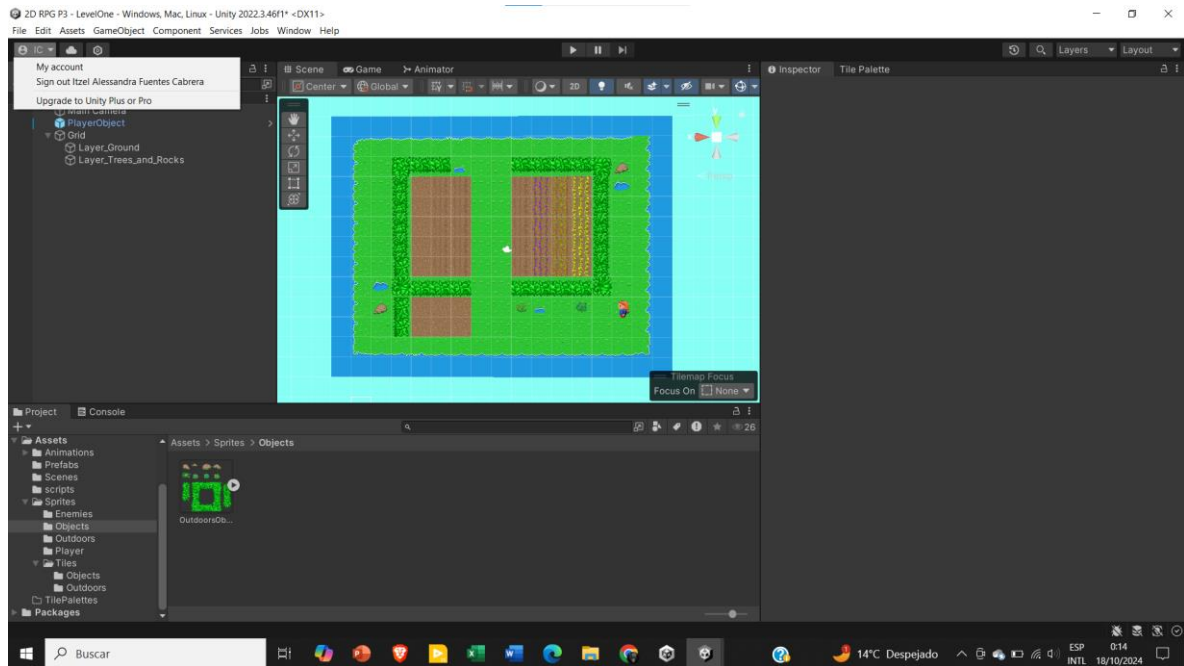 2D RPG P3 - LevelOne - Windows, Mac, Linux - Unity 2022.3.46f1* <DX11>
File Edit Assets GameObject Component Services Jobs Window Help
IC
Layers Layout
My account
Sign out Itzel Alessandra Fuentes Cabrera
Upgrade to Unity Plus or Pro
Scene Game Animator
Inspector Tile Palette
Center Global 2D
Main Camera
PlayerObject
Grid
Layer_Ground
Layer_Trees_and_Rocks
Persp
Tilemap Focus
Focus On None
Project Console
26
Assets
Assets > Sprites > Objects
Animations
Prefabs
Scenes
scripts
Sprites
Enemies
Objects
OutdoorsOb...
Outdoors
Player
Tiles
Objects
Outdoors
TilePalettes
Packages
Buscar
14°C Despejado
ESP
INTL
0:14
18/10/2024